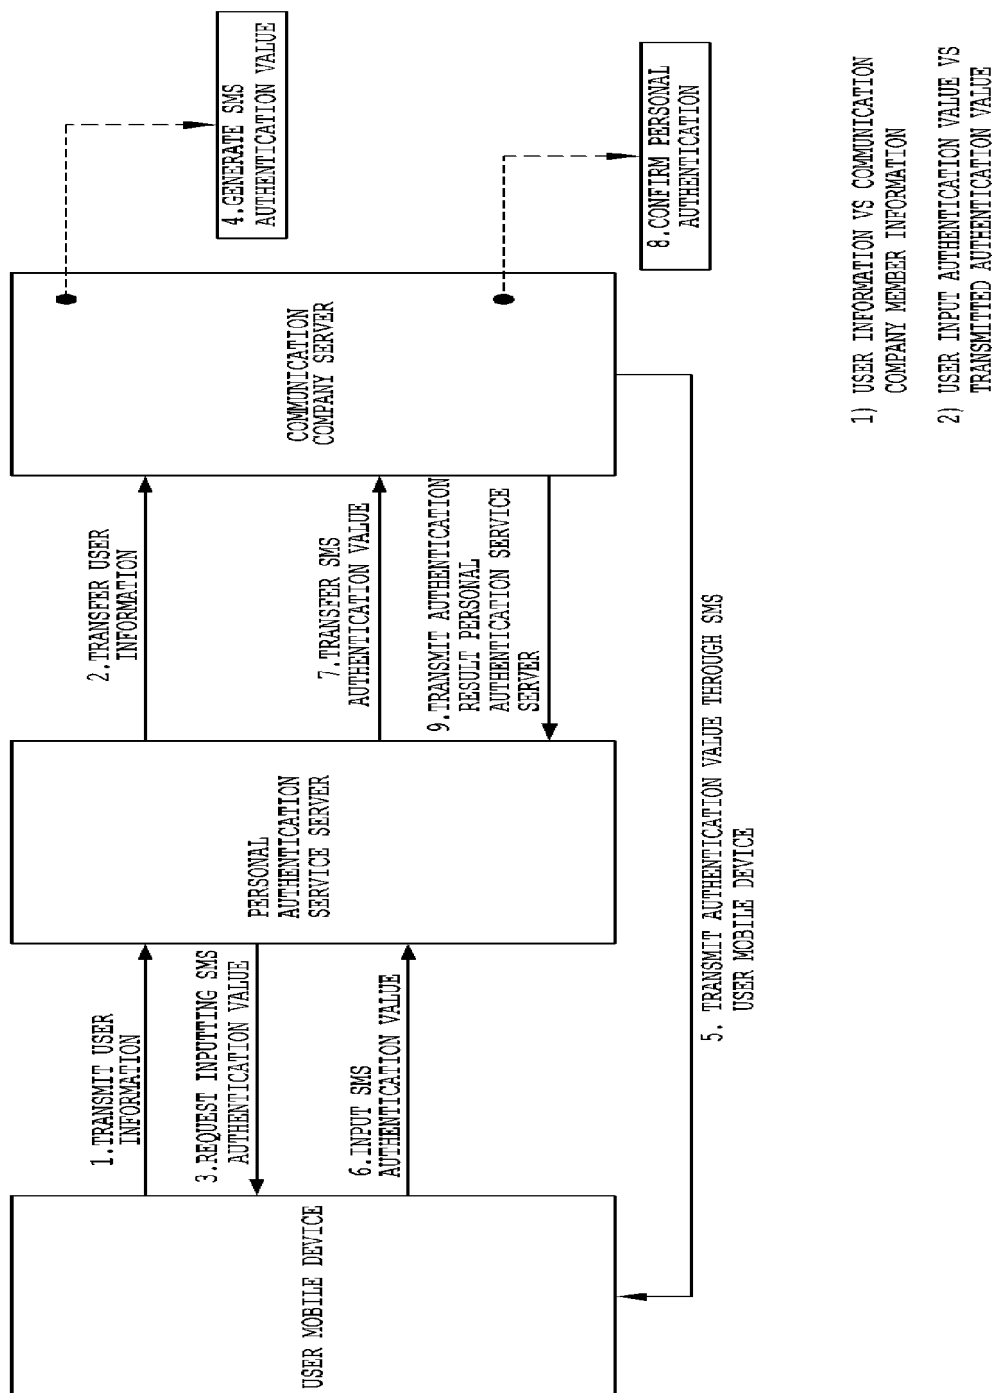 USER MOBILE DEVICE
1.TRANSMIT USER
INFORMATION
3.REQUEST INPUTTING SMS
AUTHENTICATION VALUE
6.INPUT SMS
AUTHENTICATION VALUE
PERSONAL
AUTHENTICATION
SERVICE SERVER
2.TRANSFER USER
INFORMATION
7.TRANSFER SMS
AUTHENTICATION VALUE
9.TRANSMIT AUTHENTICATION
RESULT PERSONAL
AUTHENTICATION SERVICE
SERVER
COMMUNICATION
COMPANY SERVER
4.GENERATE SMS
AUTHENTICATION VALUE
8.CONFIRM PERSONAL
AUTHENTICATION
5. TRANSMIT AUTHENTICATION VALUE THROUGH SMS
USER MOBILE DEVICE
1) USER INFORMATION VS COMMUNICATION
COMPANY MEMBER INFORMATION
2) USER INPUT AUTHENTICATION VALUE VS
TRANSMITTED AUTHENTICATION VALUE